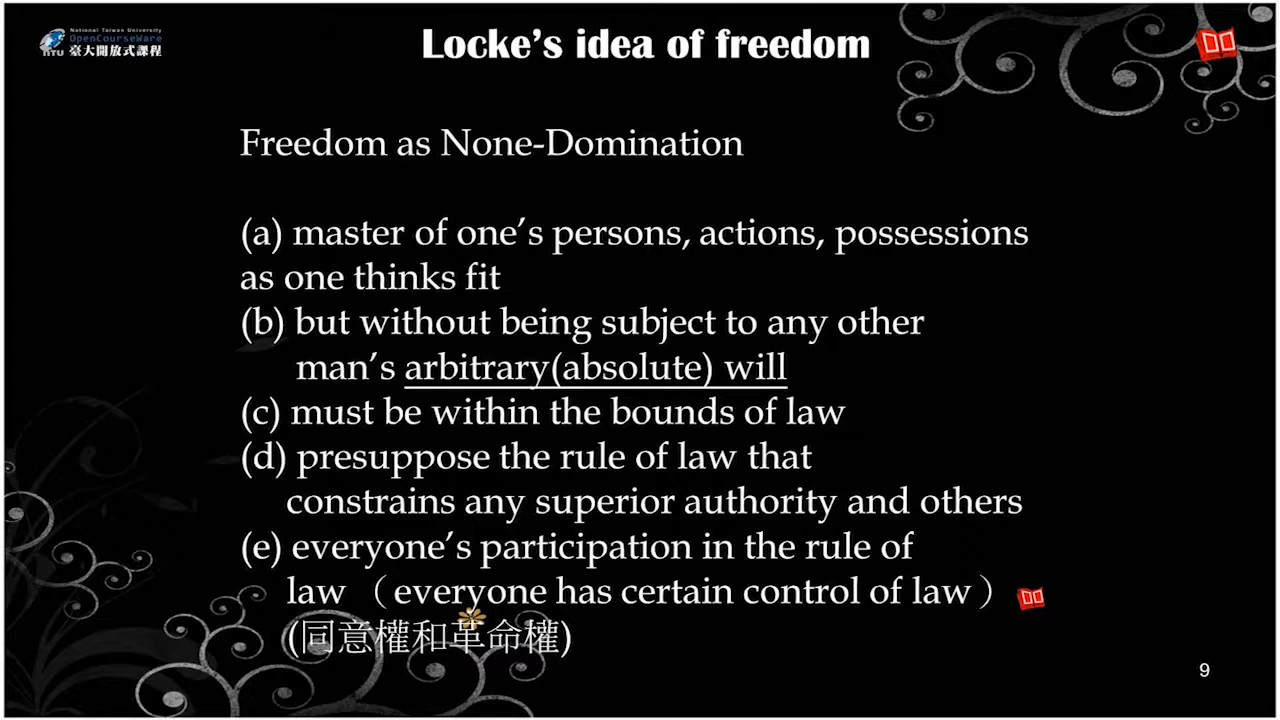 National Taiwan University
OpenCourseWare
NTU 臺大開放式課程
Locke’s idea of freedom
Freedom as None-Domination
(a) master of one’s persons, actions, possessions
as one thinks fit
(b) but without being subject to any other
man’s arbitrary(absolute) will
(c) must be within the bounds of law
(d) presuppose the rule of law that
constrains any superior authority and others
(e) everyone’s participation in the rule of
law （everyone has certain control of law）
(同意權和革命權)
9